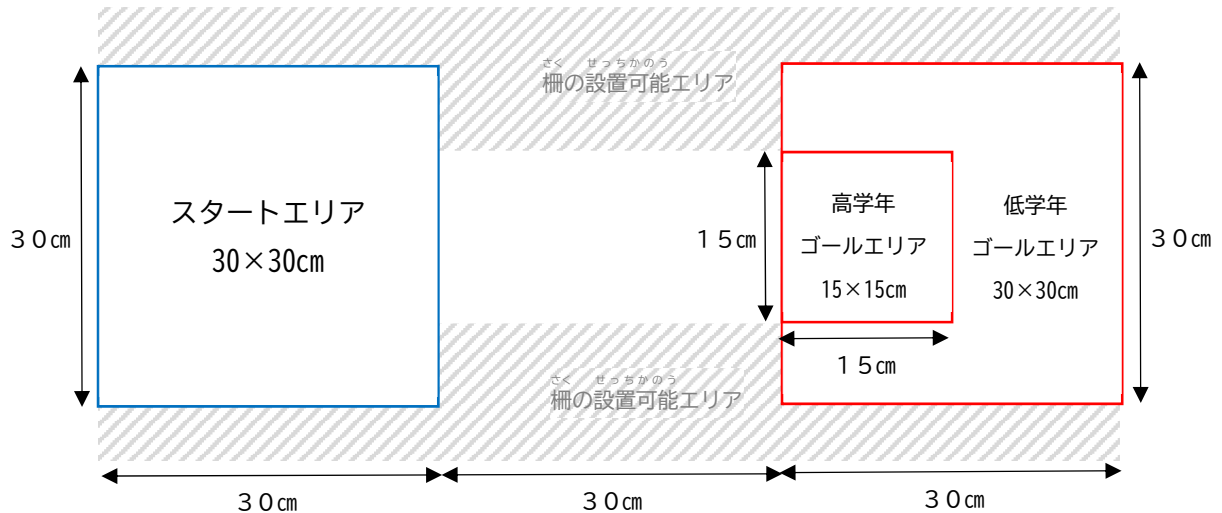 さく せっちかのう
柵の設置可能エリア
スタートエリア
30×30cm
３０㎝
１５㎝
高学年
ゴールエリア
15×15cm
低学年
ゴールエリア
30×30cm
３０㎝
１５㎝
さく せっちかのう
柵の設置可能エリア
３０㎝
３０㎝
３０㎝